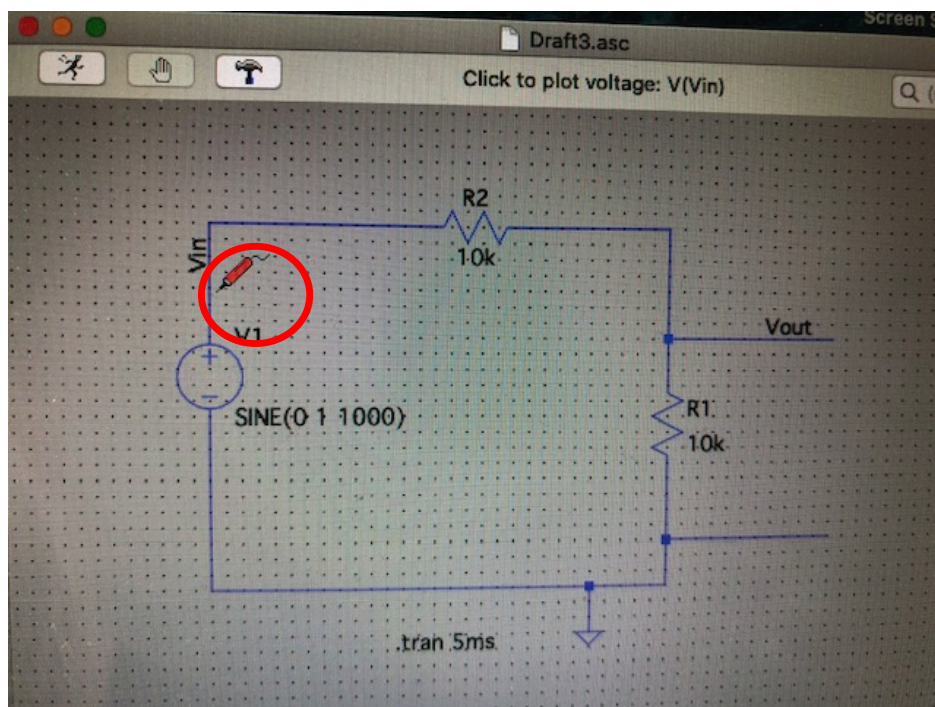 Screen S
Draft3.asc
Click to plot voltage: V(Vin)
R2
10k
Vin
V1
SINE(0 1 1000)
Vout
R1
10k
.tran 5ms